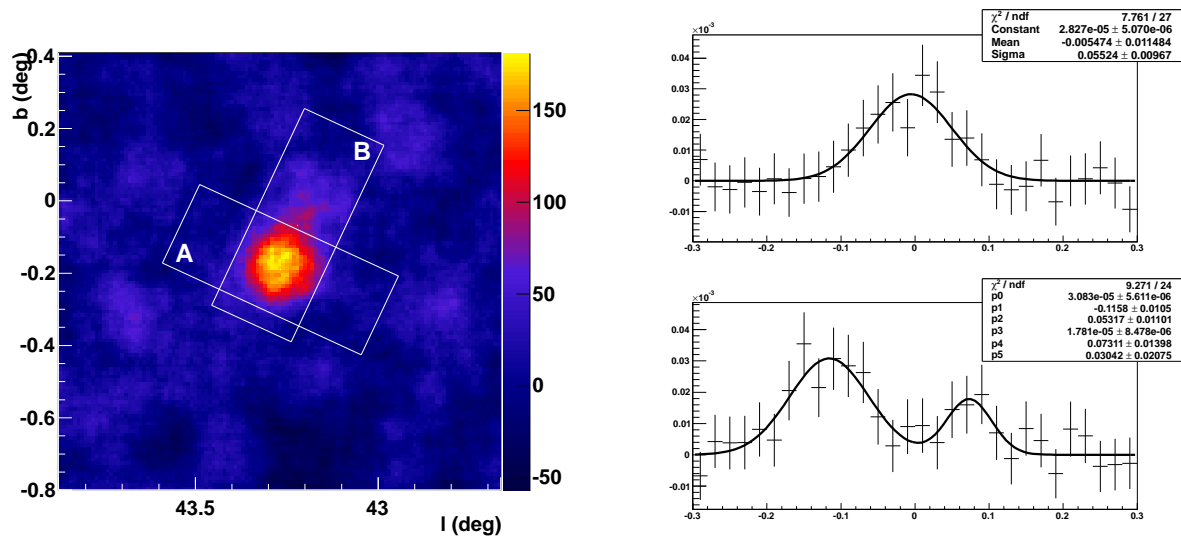 b (deg)
0.4
0.2
0
-0.2
-0.4
-0.6
-0.8
43.5
43
l (deg)
A
B
150
100
50
0
-50
×10⁻³
χ² / ndf 7.761 / 27
Constant 2.827e-05 ± 5.070e-06
Mean -0.005474 ± 0.011484
Sigma 0.05524 ± 0.00967
0.04
0.03
0.02
0.01
0
-0.01
-0.3 -0.2 -0.1 0 0.1 0.2 0.3
×10⁻³
χ² / ndf 9.271 / 24
p0 3.083e-05 ± 5.611e-06
p1 -0.1158 ± 0.0105
p2 0.05317 ± 0.01101
p3 1.781e-05 ± 8.478e-06
p4 0.07311 ± 0.01398
p5 0.03042 ± 0.02075
0.04
0.03
0.02
0.01
0
-0.01
-0.3 -0.2 -0.1 0 0.1 0.2 0.3